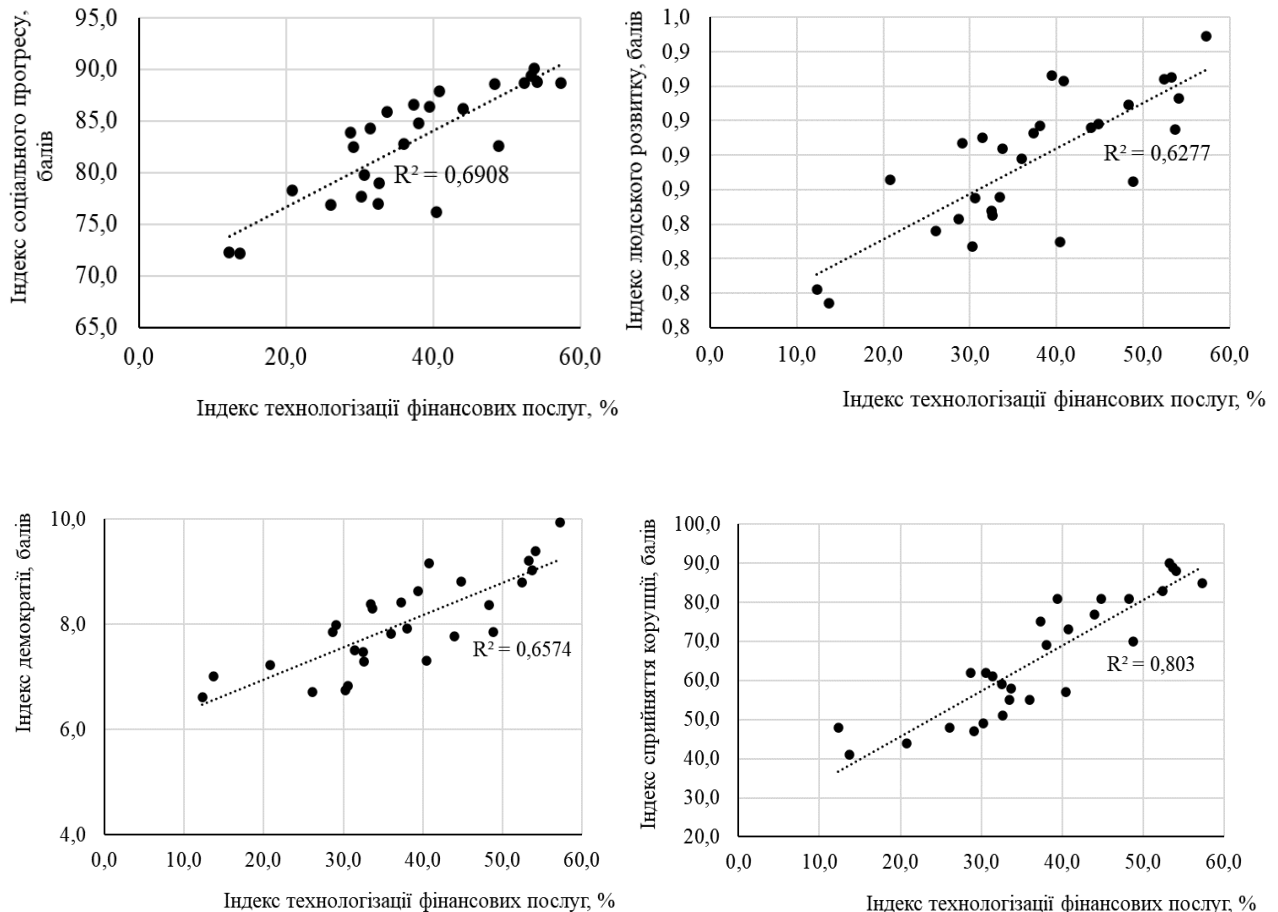 Індекс соціального прогресу,
балів
95,0
90,0
85,0
80,0
75,0
70,0
65,0
R² = 0,6908
0,0 20,0 40,0 60,0
Індекс технологізації фінансових послуг, %
Індекс людського розвитку, балів
1,0
0,9
0,9
0,9
0,9
0,9
0,8
0,8
0,8
0,8
R² = 0,6277
0,0 10,0 20,0 30,0 40,0 50,0 60,0
Індекс технологізації фінансових послуг, %
Індекс демократії, балів
10,0
8,0
6,0
4,0
R² = 0,6574
0,0 10,0 20,0 30,0 40,0 50,0 60,0
Індекс технологізації фінансових послуг, %
Індекс сприйняття корупції, балів
100,0
90,0
80,0
70,0
60,0
50,0
40,0
30,0
20,0
R² = 0,803
0,0 10,0 20,0 30,0 40,0 50,0 60,0
Індекс технологізації фінансових послуг, %